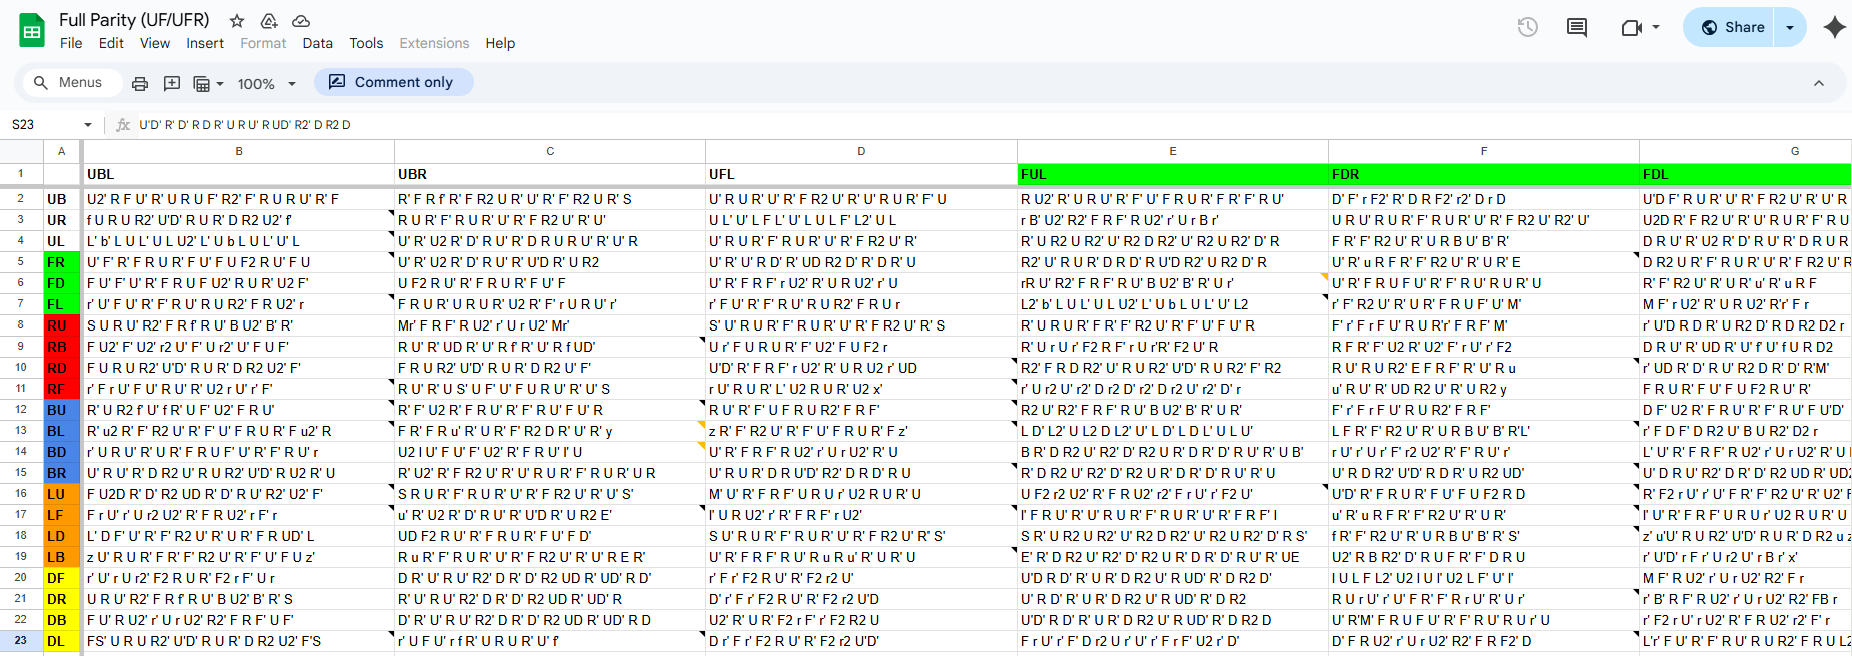 Full Parity (UF/UFR)
File Edit View Insert Format Data Tools Extensions Help
Share
Menus 100% Comment only
S23 fx U'D' R' D' R D R' U R U' R UD' R2' D R2 D
A B C D E F G
1 UBL UBR UFL FUL FDR FDL
2 UB U2' R F U' R' U R U F' R2' F' R U R U' R' F R' F R f' R' F R2 U R' U' R' F' R2 U R' S U' R U R' U' R' F R2 U' R' U' R U R' F' U R U2' R' U' U R U' R' F' U F' R U R' F R' F' R U' D' F' r F2' R' D R F2' r2' D r D U'D F' R U R' U' R' F R2 U' R' U' R
3 UR f U R U R2' U'D' R U R' D R2 U2' f' R U R' F' R U R' U' R' F R2 U' R' U' U L' U' L F L' U' L U L F' L2' U L r B' U2' R2' F R F' R U2' r' U r B r' U R U' R U R F' R U R' U' R' F R2 U' R2' U' U2D R' F R2 U' R' U' R U R' F' R U
4 UL L' b' L U L' U L U2' L' U b L U L' U' L U' R' U2 R' D' R' U R' D R U R U' R' U' R U' R U R' F' R U R' U' R' F R2 U' R' R' U R2 U R2' U' R2 D R2' U' R2 U R2' D' R F R' F' R2 U' R' U R B U' B' R' D R U' R' U2 R' D' R U' R' D R U R
5 FR U' F' R' F R U R' F U' F U F2 R U' F U U' R' U2 R' D' R U' R' U'D R' U R2 U' R' U' R D' R' UD R2 D' R' D R' U R2' U' R U' R' D R D' R U'D R2' U R2 D' R U' R' u R F R' F' R2 U' R' U R' E D R2 U R' F' R U R' U' R' F R2 U' R
6 FD F U' F' U' R' F R U F U2' R U R' U2 F' U F2 R U' R' F R U R' F U' F U' R' F R F' r U2' R' U R U2' r' U rR U' R2' F R F' R U' B U2' B' R' U r' U' R' F R U F U' R' F' R U' R U R' U R' F' R2 U' R' U R' u' R' u R F
7 FL r' U F U' R' F' R U' R U R2' F R U2' r F R U R' U R U R' U2 R' F' r U R U' r' r' F U' R' F' R U' R U R2' F R U r L2' b' L U L' U L U2' L' U b L U L' U' L2 r' F' R2 U' R' U R' F R U F' U' M' M F' r U2' R' U R U2' R'r' F r
8 RU S U R U' R2' F R f' R U' B U2' B' R' Mr' F R F' R U2' r' U r U2' Mr' S' U' R U R' F' R U R' U' R' F R2 U' R' S R' U R U R' F R' F' R2 U' R' F' U' F U' R F' r' F r F U' R U R'r' F R F' M' r' U'D R D R' U R2 D' R D R2 D2 r
9 RB F U2' F' U2' r2 U' F' U r2' U' F U F' R U' R' UD R' U' R f R' U' R f UD' U r' F U R U R' F' U2' F U F2 r R' U r U r' F2 R F' r U r'R' F2 U' R R F R' F' U2 R' U2' F' r U' r' F2 D R U' R' UD R' U' f' U' f U R D2
10 RD F U R U R2' U'D' R U R' D R2 U2' F' F R U R2' U'D' R U R' D R2 U' F' U'D' R' F R F' r U2' R' U R U2 r' UD R2' F R D R2' U' R U R2' U'D' R U R2' F' R2 R U' R' U R2' E F R F' R' U' R u r' UD R' D' R U' R2 D R' D' R'M'
11 RF r' F r U' F U' R U' R' U2 r U' r' F' R U' R' U S' U F' U' F U R U' R' U' S r U' R' U R' L' U2 R U R' U2 x' r' U r2 U' r2' D r2 D' r2' D r2 U' r2' D' r u' R U' R' UD R2 U' R' U R2 y F R U R' F U' F U F2 R U' R'
12 BU R' U R2 f' U' f R' U F' U2' F R U' R' F' U2 R' F R U' R' F' R U' F U' R R U' R' F' U F R U R2' F R F' R2 U' R2' F R F' R U' B U2' B' R' U R' F' r' F r F U' R U R2' F R F' D F' U2 R' F R U' R' F' R U' F U'D'
13 BL R' u2 R' F' R2 U' R' F' U' F R U R' F u2' R F R' F R u' R' U R' F' R2 D R' U' R' y z R' F' R2 U' R' F' U' F R U R' F z' L D' L2' U L2 D L2' U' L D' L D L' U L U' L F R' F' R2 U' R' U R B U' B' R'L' r' F D F' D' R2 U' B U R2' D2 r
14 BD r' U R U' R' U R' F R U F' U' R' F' R U' r U2 l U' F U' F' U2' R' F R U' l' U U' R' F R F' R U2' r' U r U2' R' U B R' D R2 U' R2' D' R2 U R' D R' D' R U' R' U B' r U' r' U r' F' r2 U2' R' F' R U' r' L' U' R' F R F' R U2' r' U r U2' R' U
15 BR U' R U' R' D R2 U' R U R2' U'D' R U2 R' U R' U2' R' F R2 U' R' U' R U R' F' R U R' U R U' R U R' D R U'D' R2' D R D' R U R' D R2 U' R2' D' R2 U R' D R' D' R U' R' U U' R D R2' U'D' R D' R U R2 UD' U' D R U R2' D R' D' R2 UD R' UD
16 LU F U2D R' D' R2 UD R' D' R U' R2' U2' F' S R U R' F' R U R' U' R' F R2 U' R' U' S' M' U' R' F R F' U R U r' U2 R U R' U U F2 r2 U2' R' F R U2' r2' F r U' r' F2 U' U'D' R' F R U R' F U' F U F2 R D R' F2 r U' r' U F R' F' R2 U' R' U2'
17 LF F r U' r' U r2 U2' R' F R U2' r F' r u' R' U2 R' D' R U' R' U'D R' U R2 E' l' U R U2' r' R' F R F' r U2' l' F R U' R' U' R U R' F R U' R U' R' F R F' l u' R' u R F R' F' R2 U' R' U R' l' U' R' F R F' U R U r' U2 R U R' U
18 LD L' D F' U' R' F' R2 U' R' U R' F R UD' L UD F2 R U' R' F R U R' F U' F D' S U' R U R' F' R U R' U' R' F R2 U' R' S' S R' U R2 U R2' U' R2 D R2' U' R2 U R2' D' R S' f R' F' R2 U' R' U R B U' B' R' S' z' u'U' R U R2' U'D' R U R' D R2 u z
19 LB z U' R U R' F R' F' R2 U' R' F' U' F U z' R u R' F' R U R' U' R' F R2 U' R' U' R E R' U' R' F R F' U' R u R u' R' U R' U E' R' D R2 U' R2' D' R2 U R' D R' D' R U' R' UE U2' R B R2' D' R U F R' F' D R U r' U'D' r F r' U r2 U' r B r' x'
20 DF r' U' r U r2' F2 R U R' F2 r F' U r D R' U' R U' R2' D R' D' R2 UD R' UD' R D' r' F r' F2 R U' R' F2 r2 U' U'D R D' R' U R' D R2 U' R UD' R' D R2 D' l U L F L2' U2 l U l' U2 L F' U' l' M F' R U2' r' U r U2' R2' F r
21 DR U R U' R2' F R f' R U' B U2' B' R' S R' U' R U' R2' D R' D' R2 UD R' UD' R D' r' F r' F2 R U' R' F2 r2 U'D U' R D' R' U R' D R2 U' R UD' R' D R2 R U r U' r' U' F R' F' R r U' R' U r' r' B' R F' R U2' r' U r U2' R2' FB r
22 DB F U' R U2' r' U r U2' R2' F R F' U F' D' R' U' R U' R2' D R' D' R2 UD R' UD' R D U2' R' U' R' F2 r F' r' F2 R2 U U'D' R D' R' U R' D R2 U' R UD' R' D R2 D U' R'M' F R U F U' R' F' R U' R U r' U r' F2 r U' r U2' R' F R U2' r2' F' r
23 DL FS' U R U R2' U'D' R U R' D R2 U2' F'S r' U F U' r f R' U R U R' U' f' D r' F r' F2 R U' R' F2 r2 U'D' F r U' r' F' D r2 U r U' r' F r F' U2' r' D' D' F R U2' r' U r U2' R2' F R F2' D L'r' F U' R' F' R U' R U R2' F R U L2